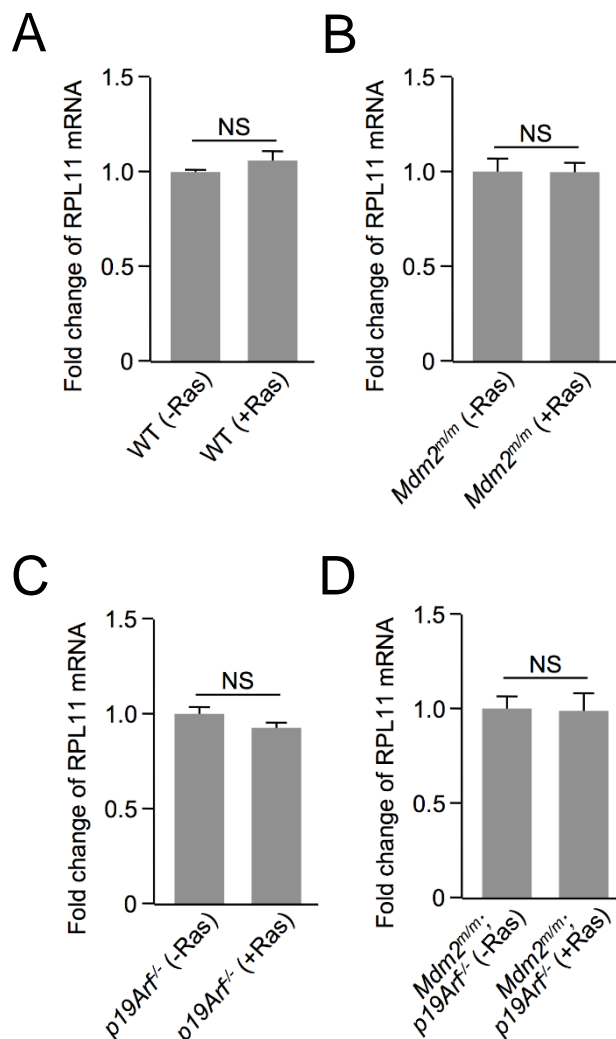 A
Fold change of RPL11 mRNA
1.5
1.0
0.5
0
NS
WT (-Ras)
WT (+Ras)
B
Fold change of RPL11 mRNA
1.5
1.0
0.5
0
NS
Mdm2m/m (-Ras)
Mdm2m/m (+Ras)
C
Fold change of RPL11 mRNA
1.5
1.0
0.5
0
NS
p19Arf-/- (-Ras)
p19Arf-/- (+Ras)
D
Fold change of RPL11 mRNA
1.5
1.0
0.5
0
NS
Mdm2m/m;
p19Arf-/- (-Ras)
Mdm2m/m;
p19Arf-/- (+Ras)